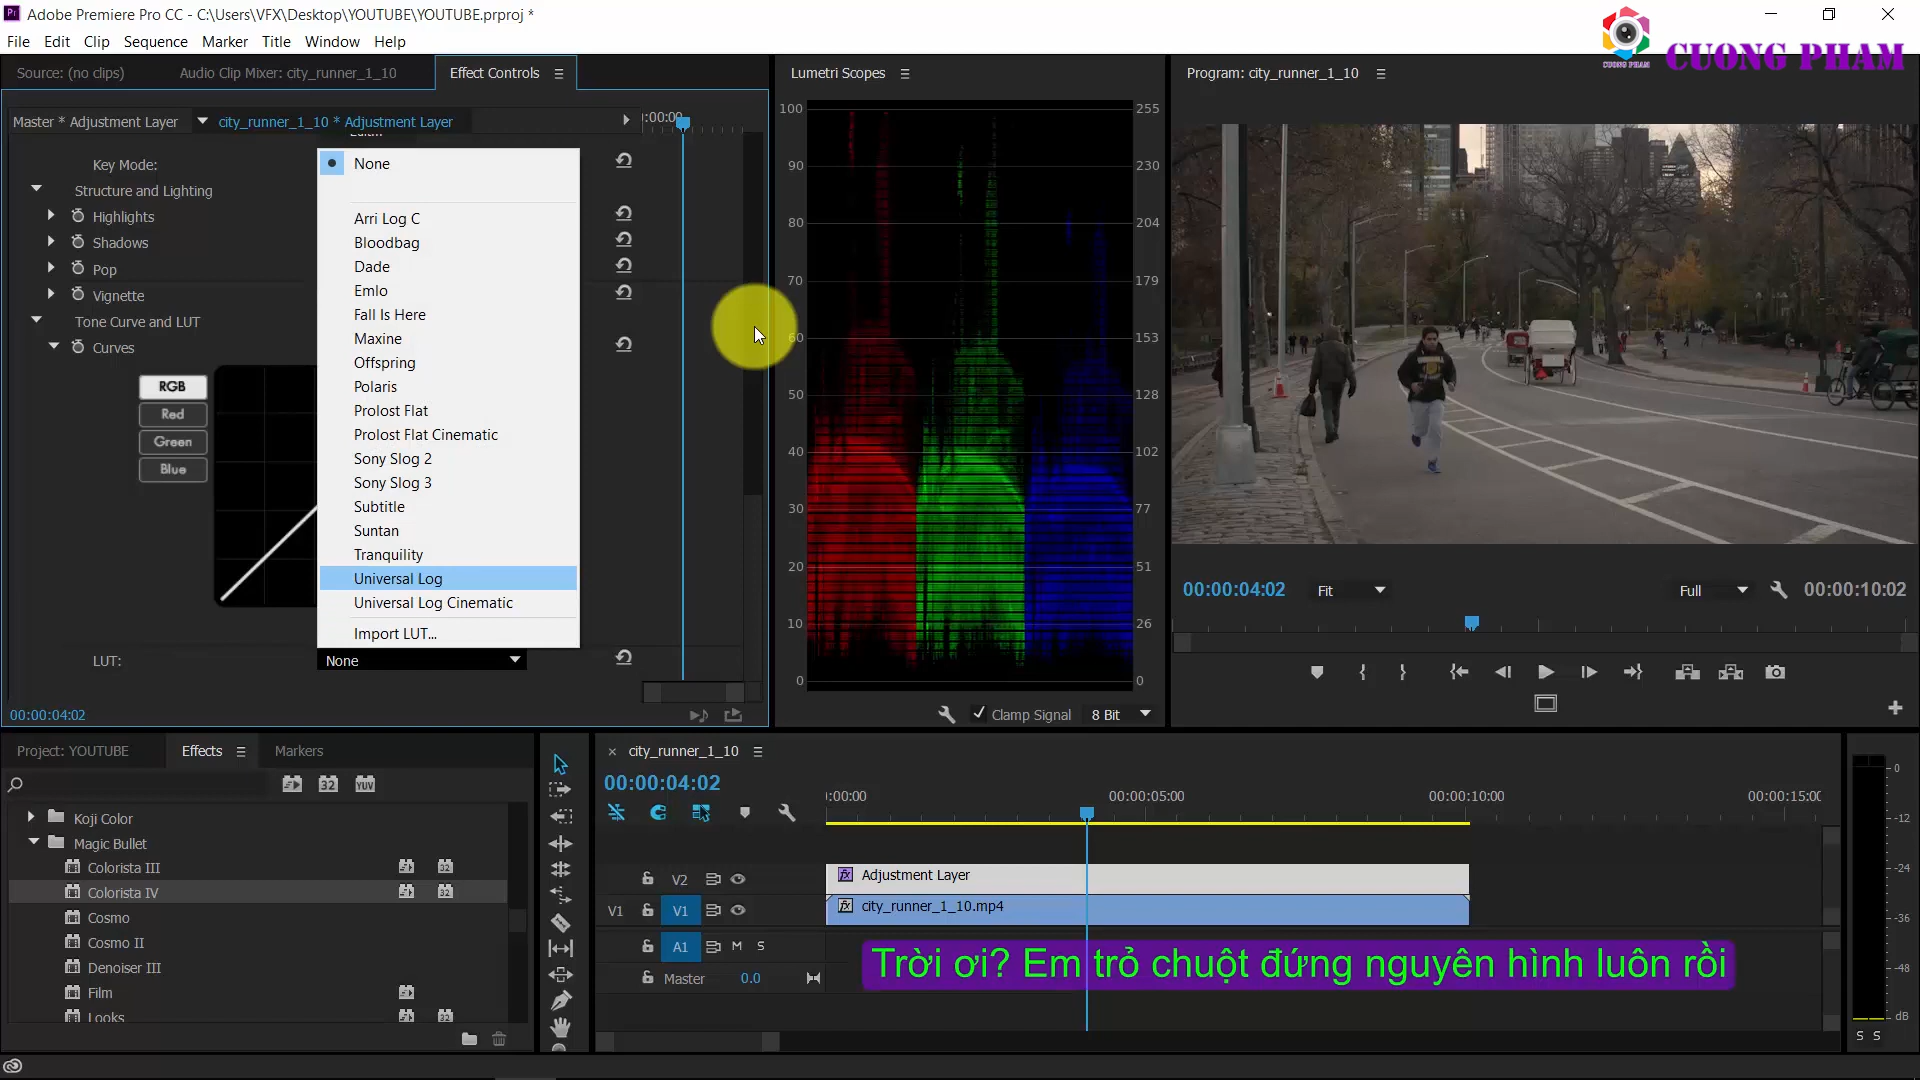 Adobe Premiere Pro CC - C:\Users\VFX\Desktop\YOUTUBE\YOUTUBE.prproj *
File Edit Clip Sequence Marker Title Window Help
CUONG PHAM
CUONG PHAM
Source: (no clips) Audio Clip Mixer: city_runner_1_10 Effect Controls
Master * Adjustment Layer city_runner_1_10 * Adjustment Layer
:00:00
Key Mode:
Structure and Lighting
Highlights
Shadows
Pop
Vignette
Tone Curve and LUT
Curves
RGB
Red
Green
Blue
LUT:
None
None
Arri Log C
Bloodbag
Dade
Emlo
Fall Is Here
Maxine
Offspring
Polaris
Prolost Flat
Prolost Flat Cinematic
Sony Slog 2
Sony Slog 3
Subtitle
Suntan
Tranquility
Universal Log
Universal Log Cinematic
Import LUT...
00:00:04:02
Lumetri Scopes
100 255
90 230
80 204
70 179
60 153
50 128
40 102
30 77
20 51
10 26
0 0
Clamp Signal 8 Bit
Program: city_runner_1_10
00:00:04:02 Fit Full 00:00:10:02
Project: YOUTUBE Effects Markers
32 YUV
Koji Color
Magic Bullet
Colorista III 32
Colorista IV 32
Cosmo
Cosmo II
Denoiser III
Film
Looks 32
city_runner_1_10
00:00:04:02
:00:00 00:00:05:00 00:00:10:00 00:00:15:00
V2 fx Adjustment Layer
V1 V1 fx city_runner_1_10.mp4
A1 M S
Master 0.0
Trời ơi? Em trỏ chuột đứng nguyên hình luôn rồi
0
-12
-24
-36
-48
dB
S S